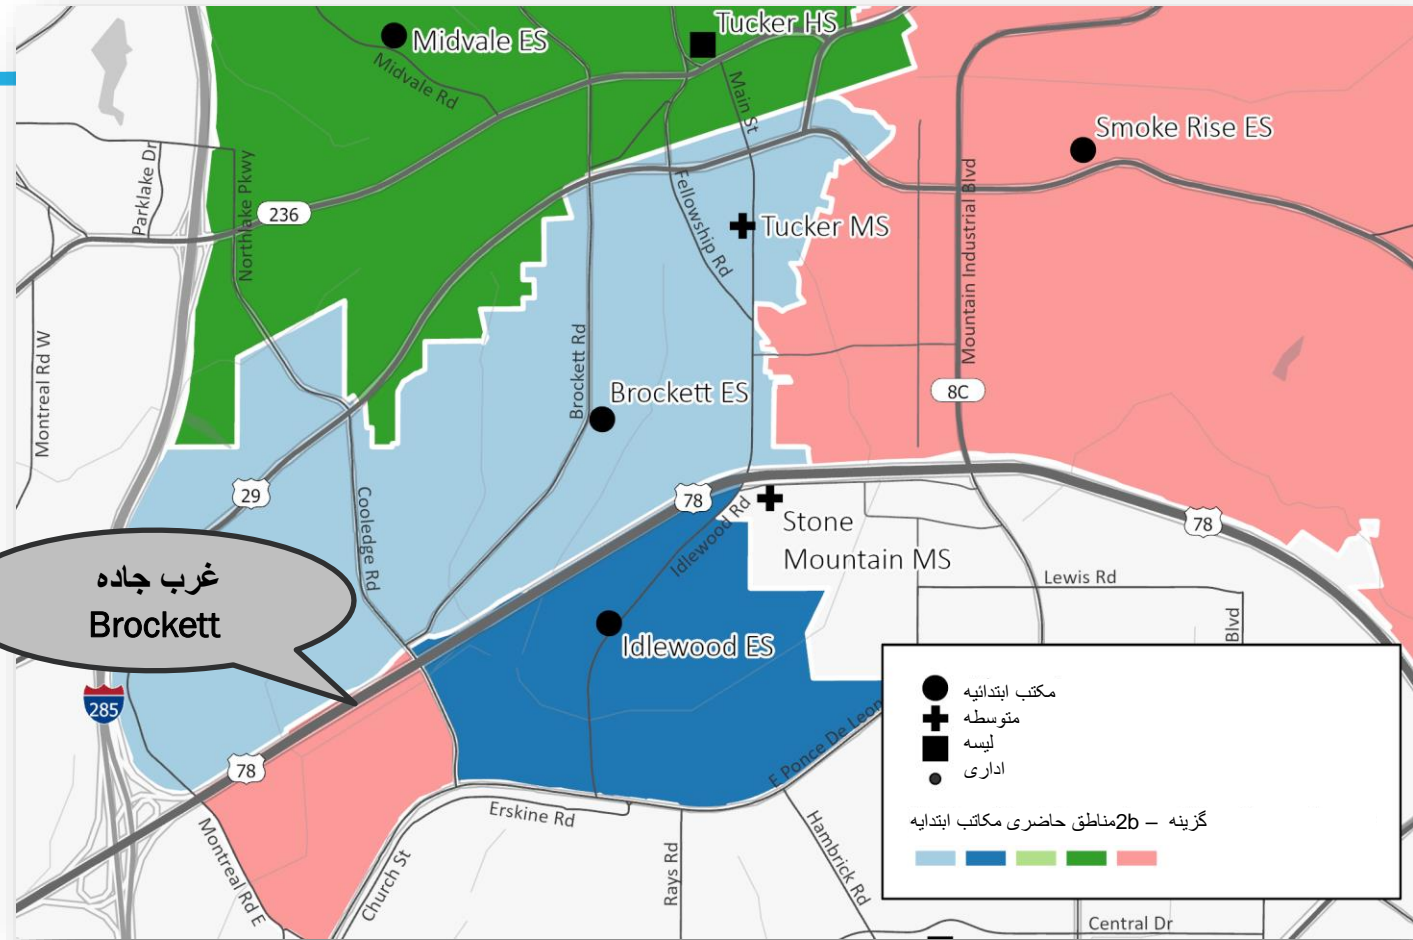 Midvale ES
Tucker HS
Midvale Rd
Main St
Smoke Rise ES
Parklake Dr
Northlake Pkwy
236
Fellowship Rd
Tucker MS
Mountain Industrial Blvd
Montreal Rd W
Brockett Rd
Brockett ES
8C
29
Cooledge Rd
78
Idlewood Rd
Stone
Mountain MS
78
غرب جاده
Brockett
Lewis Rd
Blvd
Idlewood ES
285
78
E Ponce De Leon
Erskine Rd
Montreal Rd E
Church St
Rays Rd
Hambrick Rd
Central Dr
مکتب ابتدائیه
متوسطه
لیسه
اداری
گزینه – 2bمناطق حاضری مکاتب ابتدایه